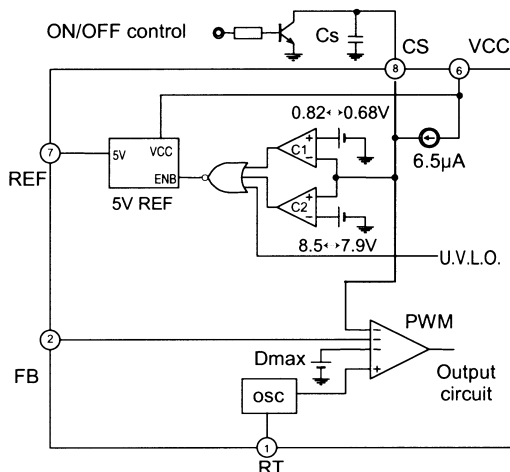 ON/OFF control
Cs
CS
VCC
8
6
0.82↔0.68V
7
5V
VCC
ENB
C1
6.5µA
REF
5V REF
C2
8.5↔7.9V
U.V.L.O.
2
PWM
FB
Dmax
Output
circuit
OSC
1
RT